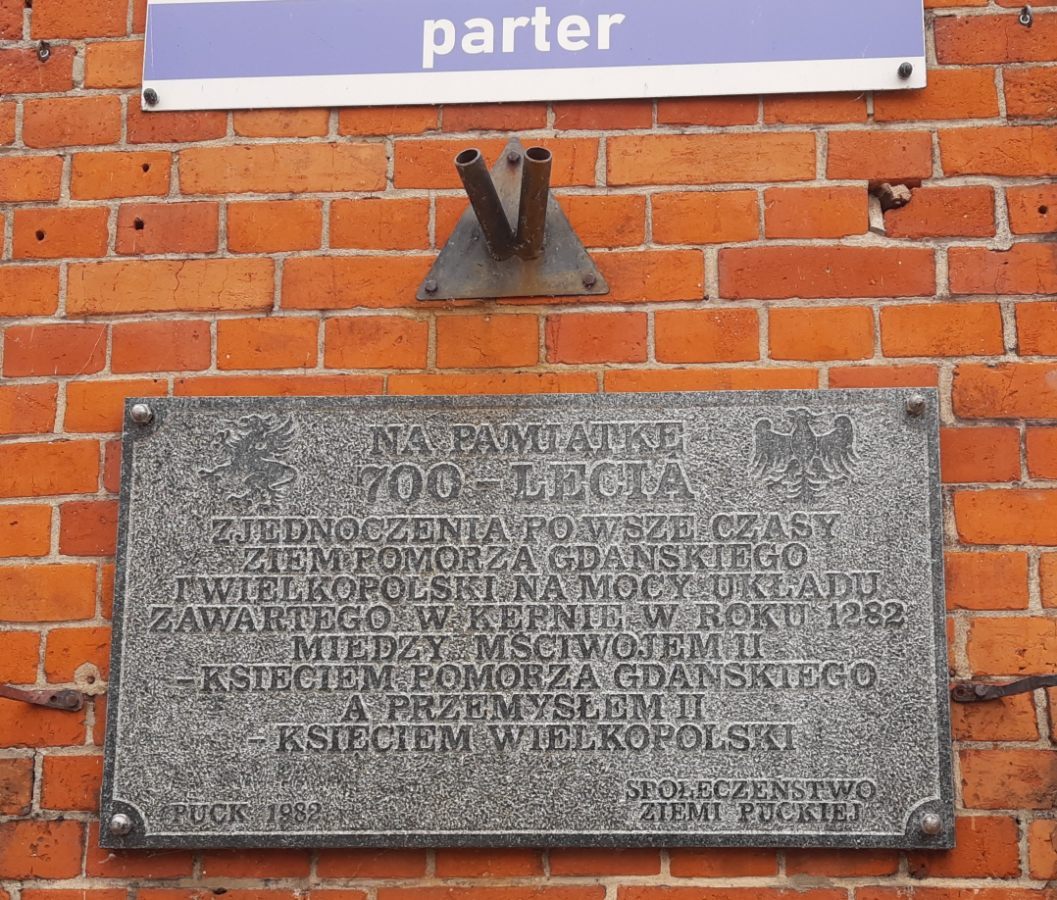 parter
NA PAMIĄTKĘ
700 - LECIA
ZJEDNOCZENIA PO WSZE CZASY
ZIEM POMORZA GDAŃSKIEGO
I WIELKOPOLSKI NA MOCY UKŁADU
ZAWARTEGO W KĘPNIE W ROKU 1282
MIĘDZY MŚCIWOJEM II
-KSIĘCIEM POMORZA GDAŃSKIEGO
A PRZEMYSŁEM II
-KSIĘCIEM WIELKOPOLSKI
SPOŁECZEŃSTWO
PUCK 1982 ZIEMI PUCKIEJ